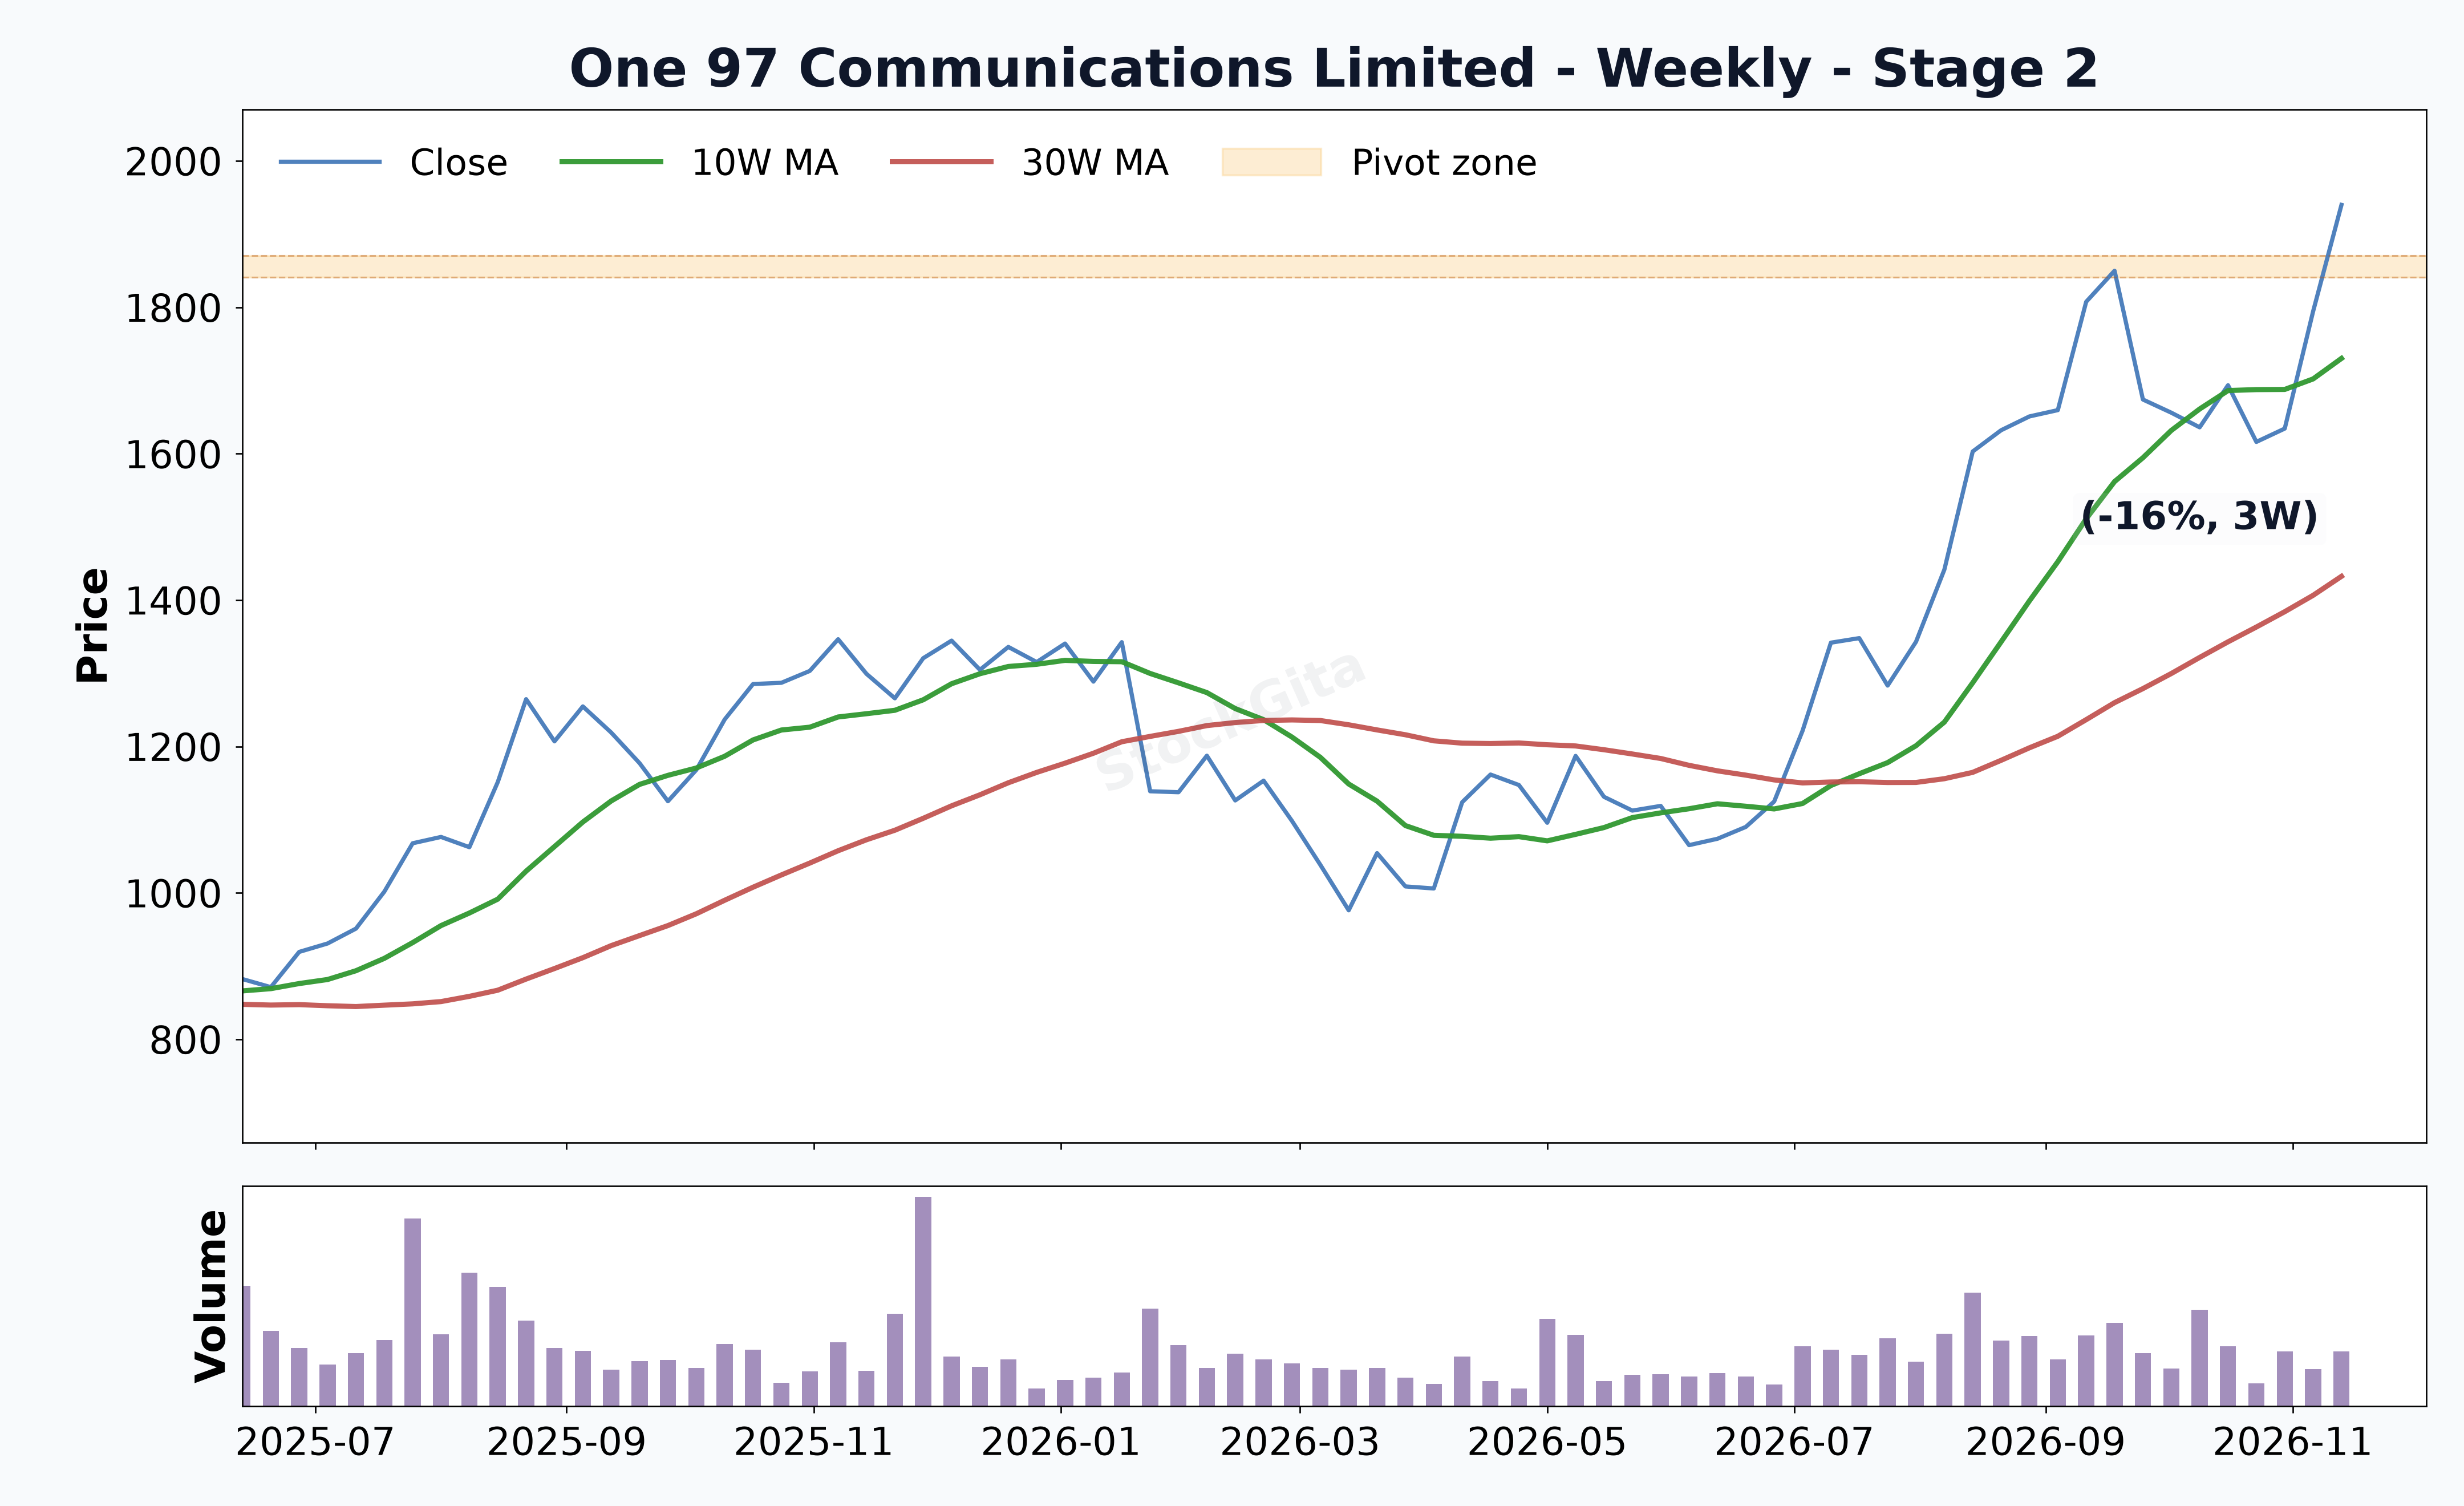 One 97 Communications Limited - Weekly - Stage 2
Close 10W MA 30W MA Pivot zone
2000
1800
1600
1400
1200
1000
800
Price
(-16%, 3W)
StockGita
Volume
2025-07 2025-09 2025-11 2026-01 2026-03 2026-05 2026-07 2026-09 2026-11